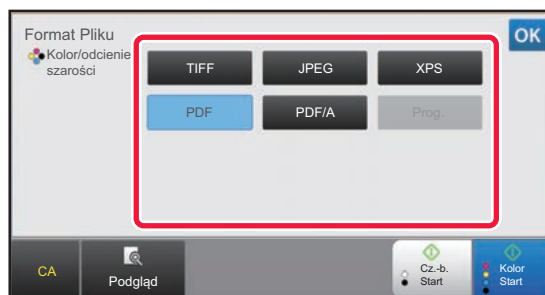 Format Pliku
OK
Kolor/odcienie
szarości
TIFF JPEG XPS
PDF PDF/A Prog.
CA
Podgląd
Cz.-b.
Start
Kolor
Start